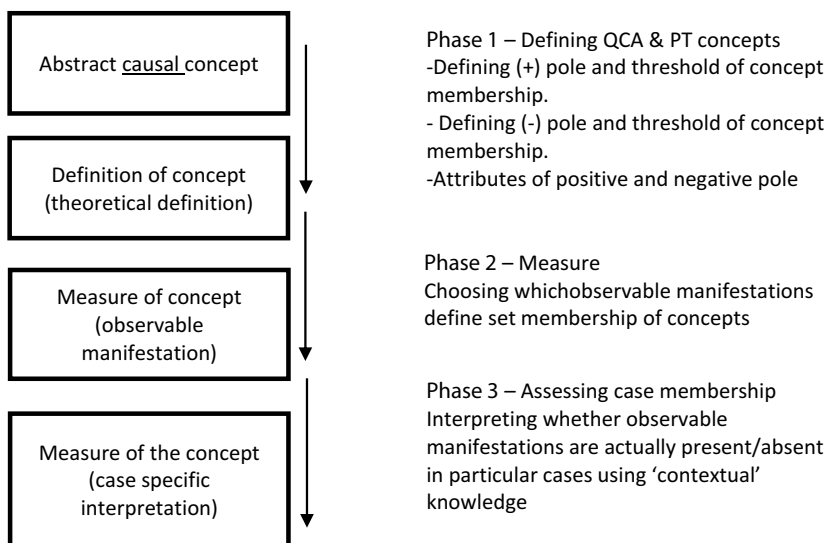 Abstract causal concept
Definition of concept
(theoretical definition)
Measure of concept
(observable
manifestation)
Measure of the concept
(case specific
interpretation)
Phase 1 – Defining QCA & PT concepts
-Defining (+) pole and threshold of concept
membership.
- Defining (-) pole and threshold of concept
membership.
-Attributes of positive and negative pole
Phase 2 – Measure
Choosing whichobservable manifestations
define set membership of concepts
Phase 3 – Assessing case membership
Interpreting whether observable
manifestations are actually present/absent
in particular cases using ‘contextual’
knowledge